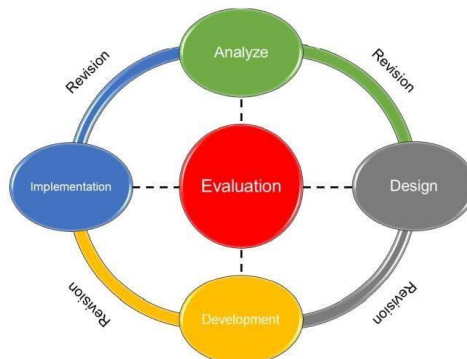 Analyze
Revision
Revision
Implementation
Evaluation
Design
Revision
Revision
Development